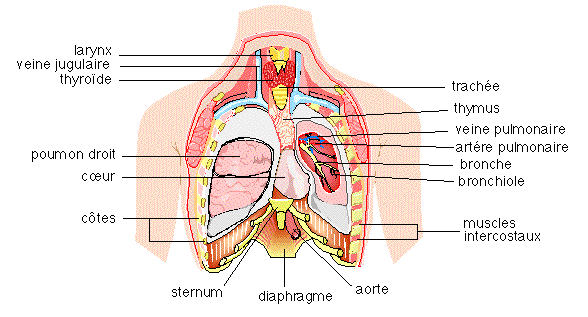 larynx
veine jugulaire
thyroïde
trachée
thymus
veine pulmonaire
artére pulmonaire
bronche
bronchiole
poumon droit
cœur
côtes
muscles
intercostaux
sternum
diaphragme
aorte